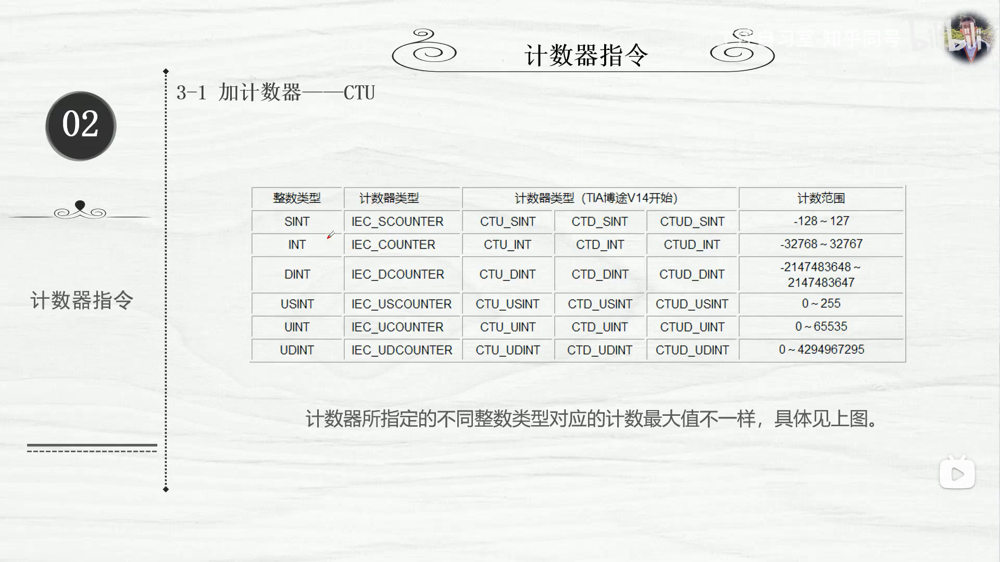 自习室 知乎同号
bilibili
计数器指令
3-1 加计数器——CTU
02
计数器指令
整数类型 计数器类型 计数器类型（TIA博途V14开始） 计数范围
SINT IEC_SCOUNTER CTU_SINT CTD_SINT CTUD_SINT -128～127
INT IEC_COUNTER CTU_INT CTD_INT CTUD_INT -32768～32767
DINT IEC_DCOUNTER CTU_DINT CTD_DINT CTUD_DINT -2147483648～
2147483647
USINT IEC_USCOUNTER CTU_USINT CTD_USINT CTUD_USINT 0～255
UINT IEC_UCOUNTER CTU_UINT CTD_UINT CTUD_UINT 0～65535
UDINT IEC_UDCOUNTER CTU_UDINT CTD_UDINT CTUD_UDINT 0～4294967295
计数器所指定的不同整数类型对应的计数最大值不一样，具体见上图。